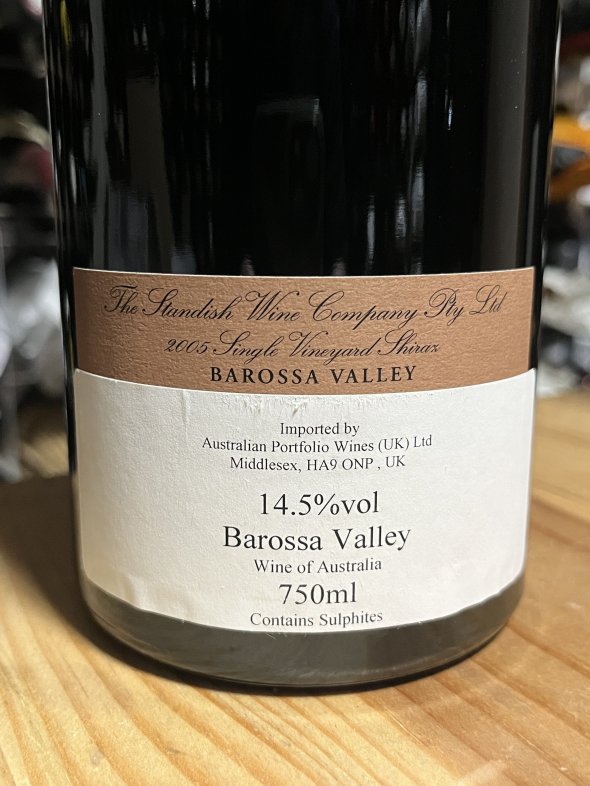 The Standish Wine Company Pty Ltd
2005 Single Vineyard Shiraz
BAROSSA VALLEY
Imported by
Australian Portfolio Wines (UK) Ltd
Middlesex, HA9 ONP , UK
14.5%vol
Barossa Valley
Wine of Australia
750ml
Contains Sulphites